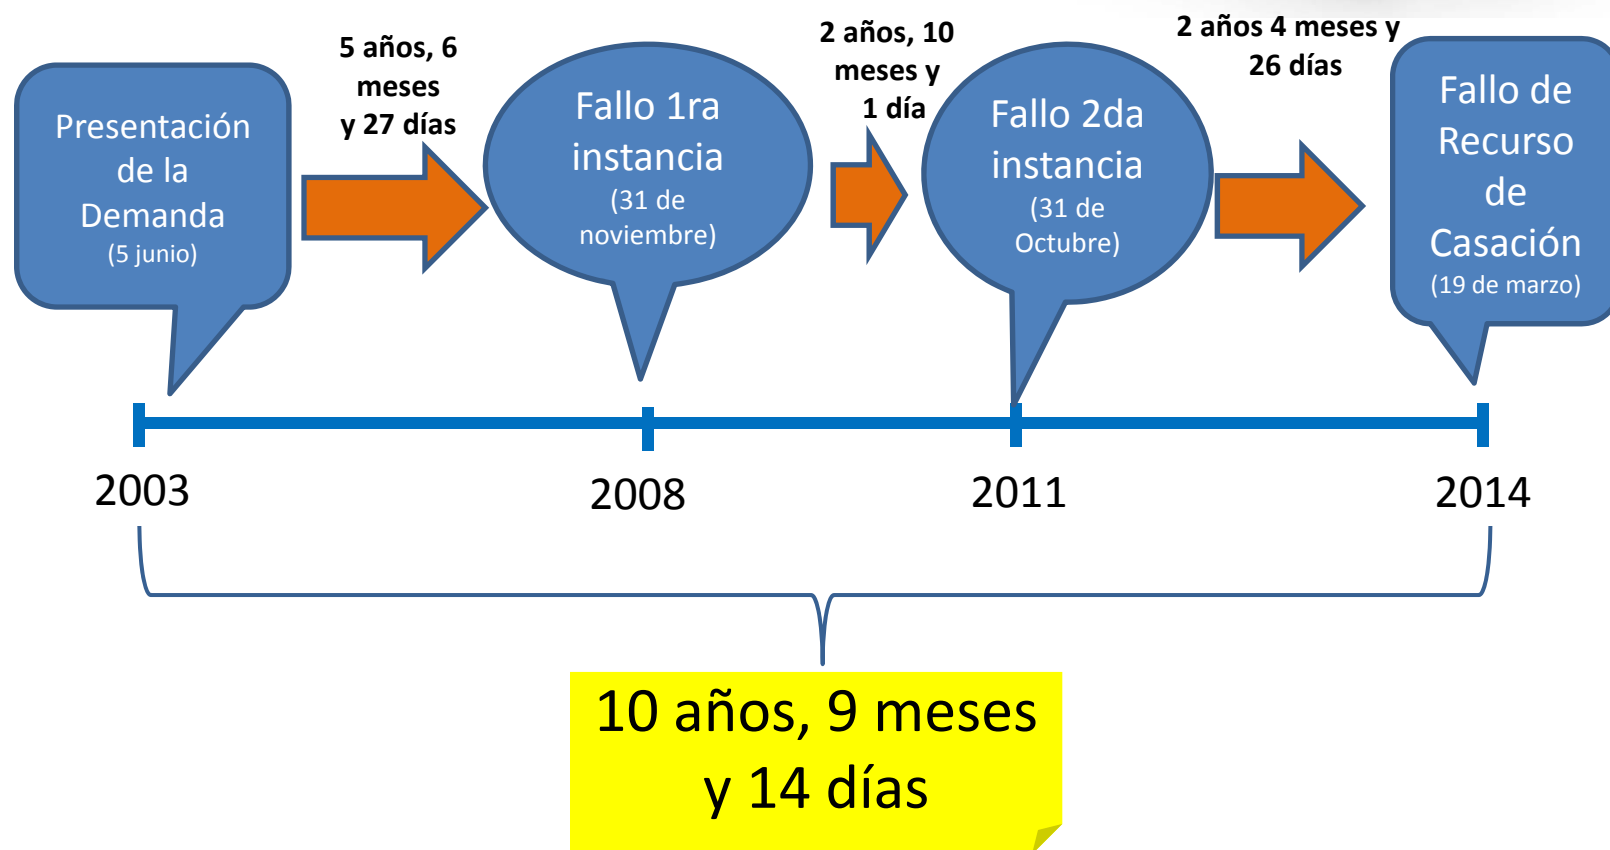 Presentación
de la
Demanda
(5 junio)
5 años, 6
meses
y 27 días
Fallo 1ra
instancia
(31 de
noviembre)
2 años, 10
meses y
1 día
Fallo 2da
instancia
(31 de
Octubre)
2 años 4 meses y
26 días
Fallo de
Recurso
de
Casación
(19 de marzo)
2003
2008
2011
2014
10 años, 9 meses
y 14 días